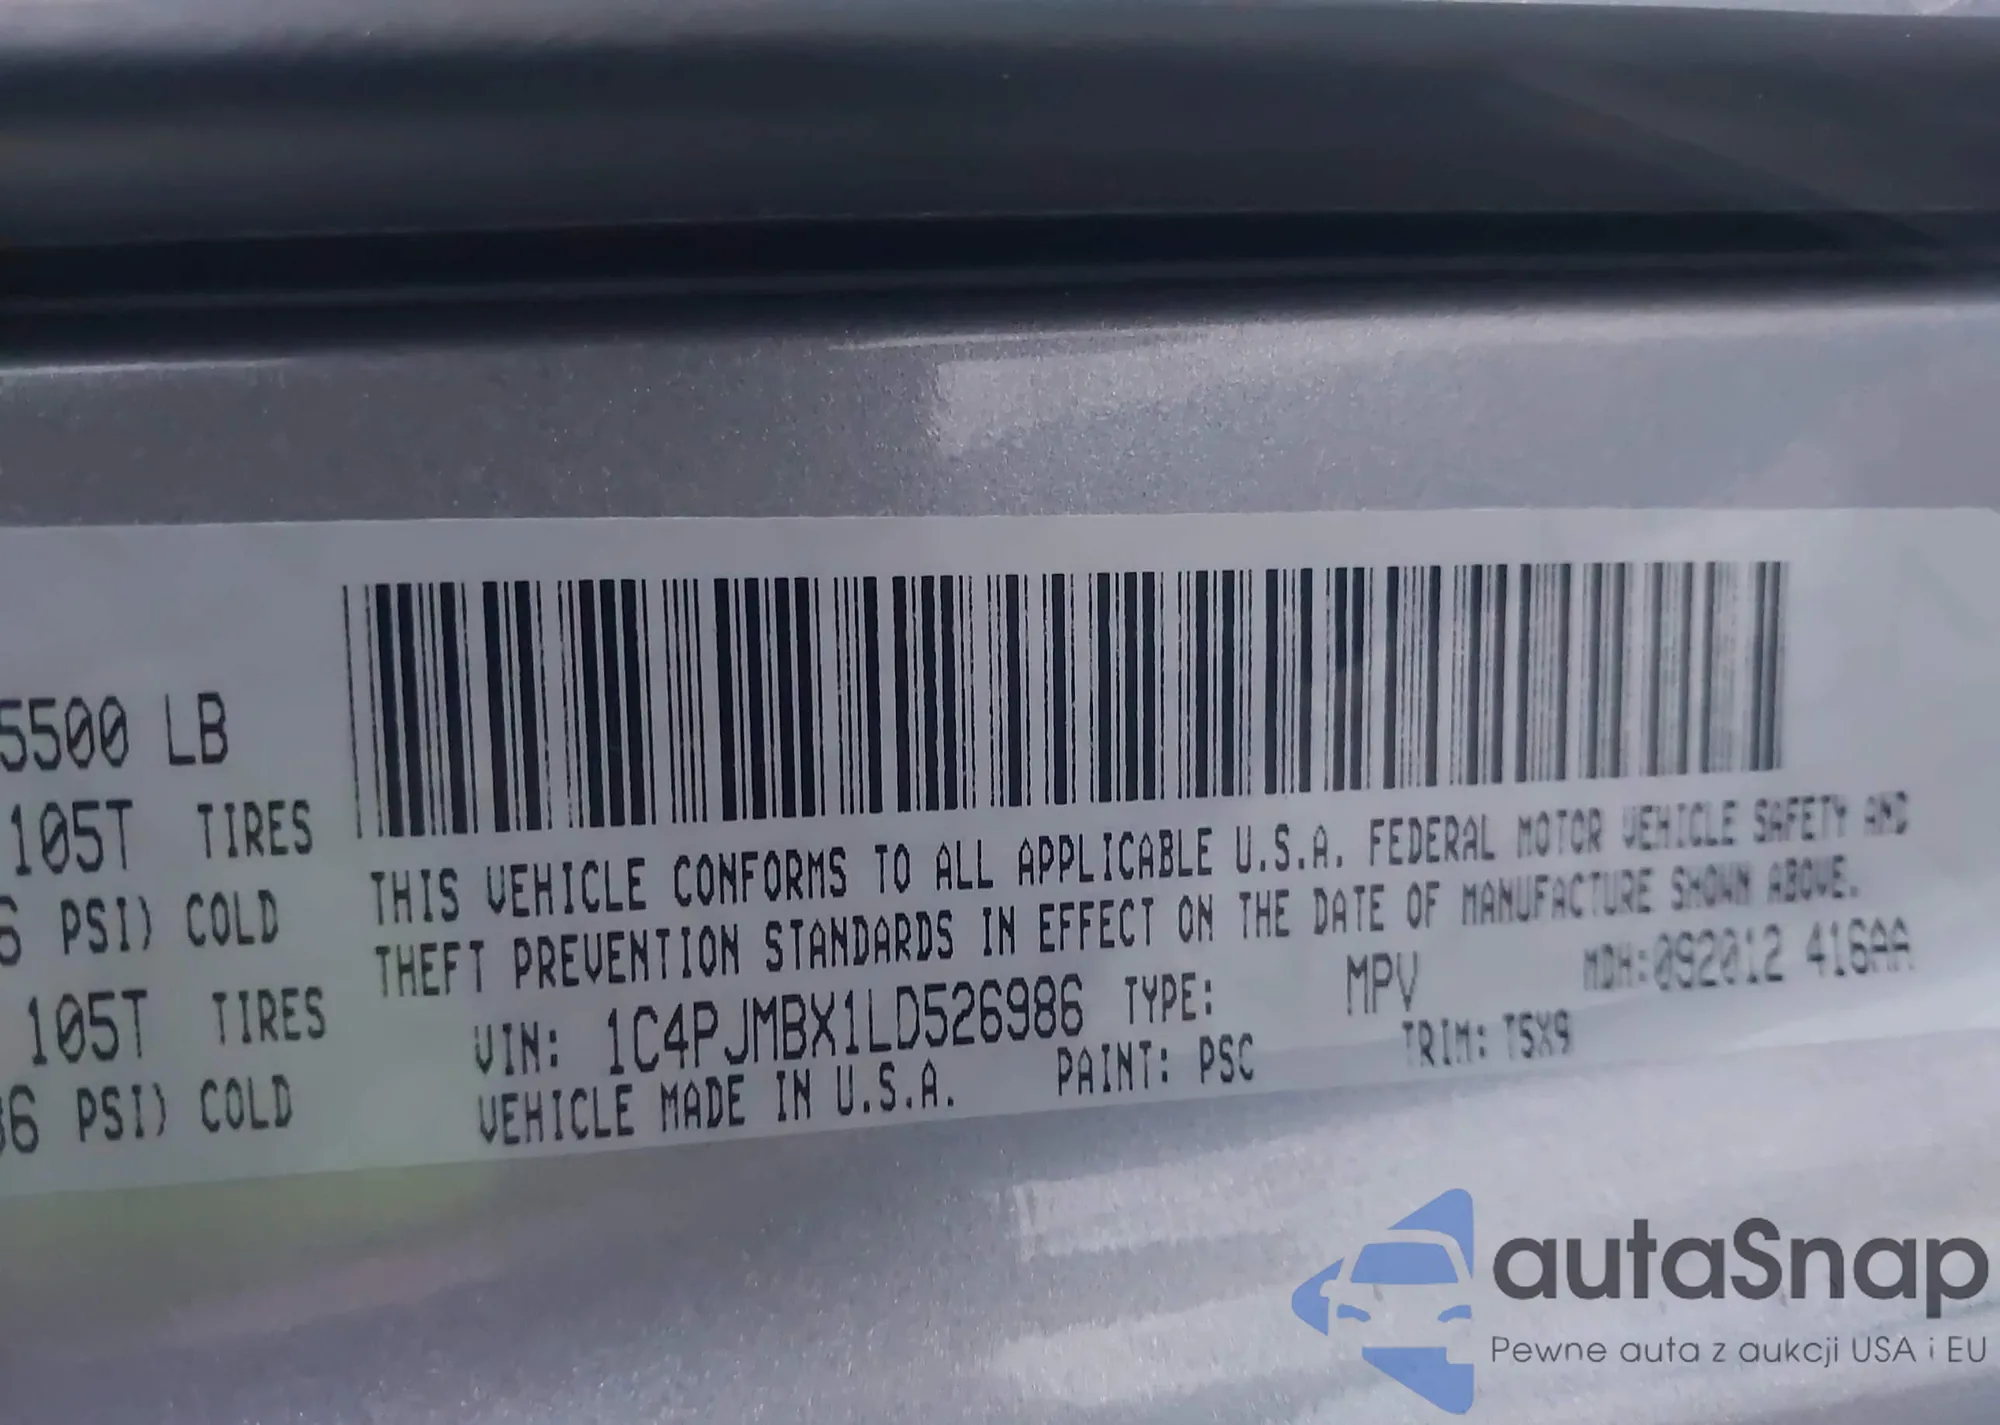 5500 LB
105T TIRES
PSI) COLD
105T TIRES
36 PSI) COLD
THIS VEHICLE CONFORMS TO ALL APPLICABLE U.S.A. FEDERAL MOTOR VEHICLE SAFETY AND
THEFT PREVENTION STANDARDS IN EFFECT ON THE DATE OF MANUFACTURE SHOWN ABOVE.
VIN: 1C4PJMBX1LD526986 TYPE: MPV MDH:092012 416AA
VEHICLE MADE IN U.S.A. PAINT: PSC TRIM: TSX9
autaSnap
Pewne auta z aukcji USA i EU